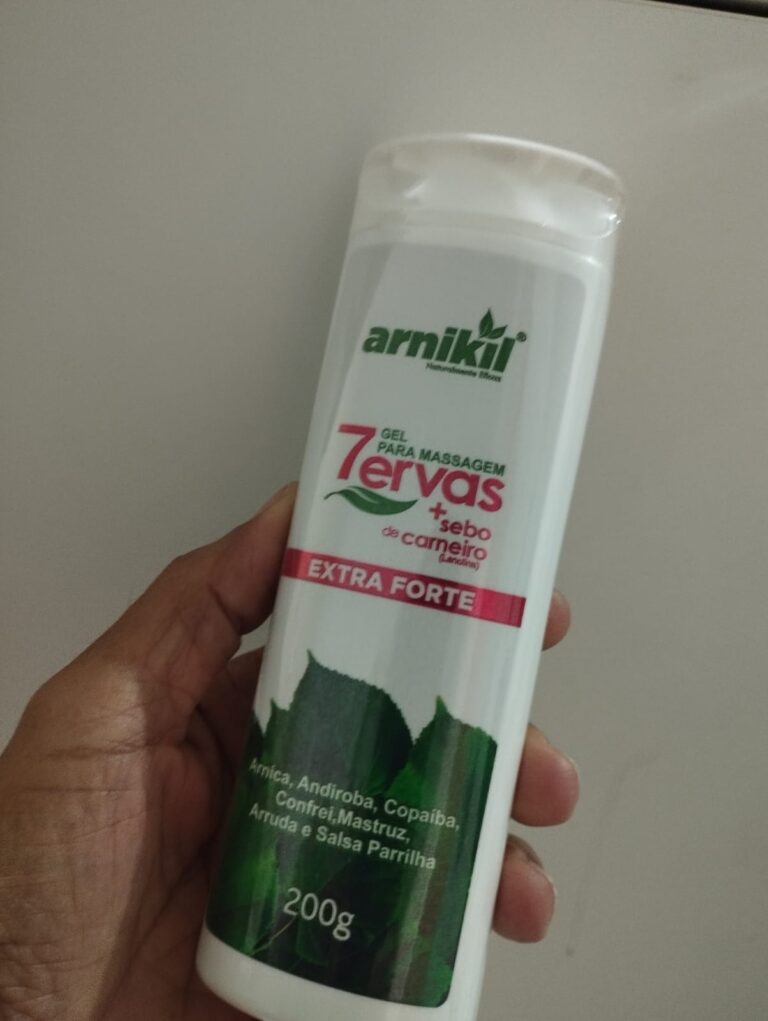 arnikil®
Naturalmente Eficaz
7ervas
GEL
PARA MASSAGEM
+sebo
de carneiro
(Lanolina)
EXTRA FORTE
Arnica, Andiroba, Copaíba,
Confrei,Mastruz,
Arruda e Salsa Parrilha
200g